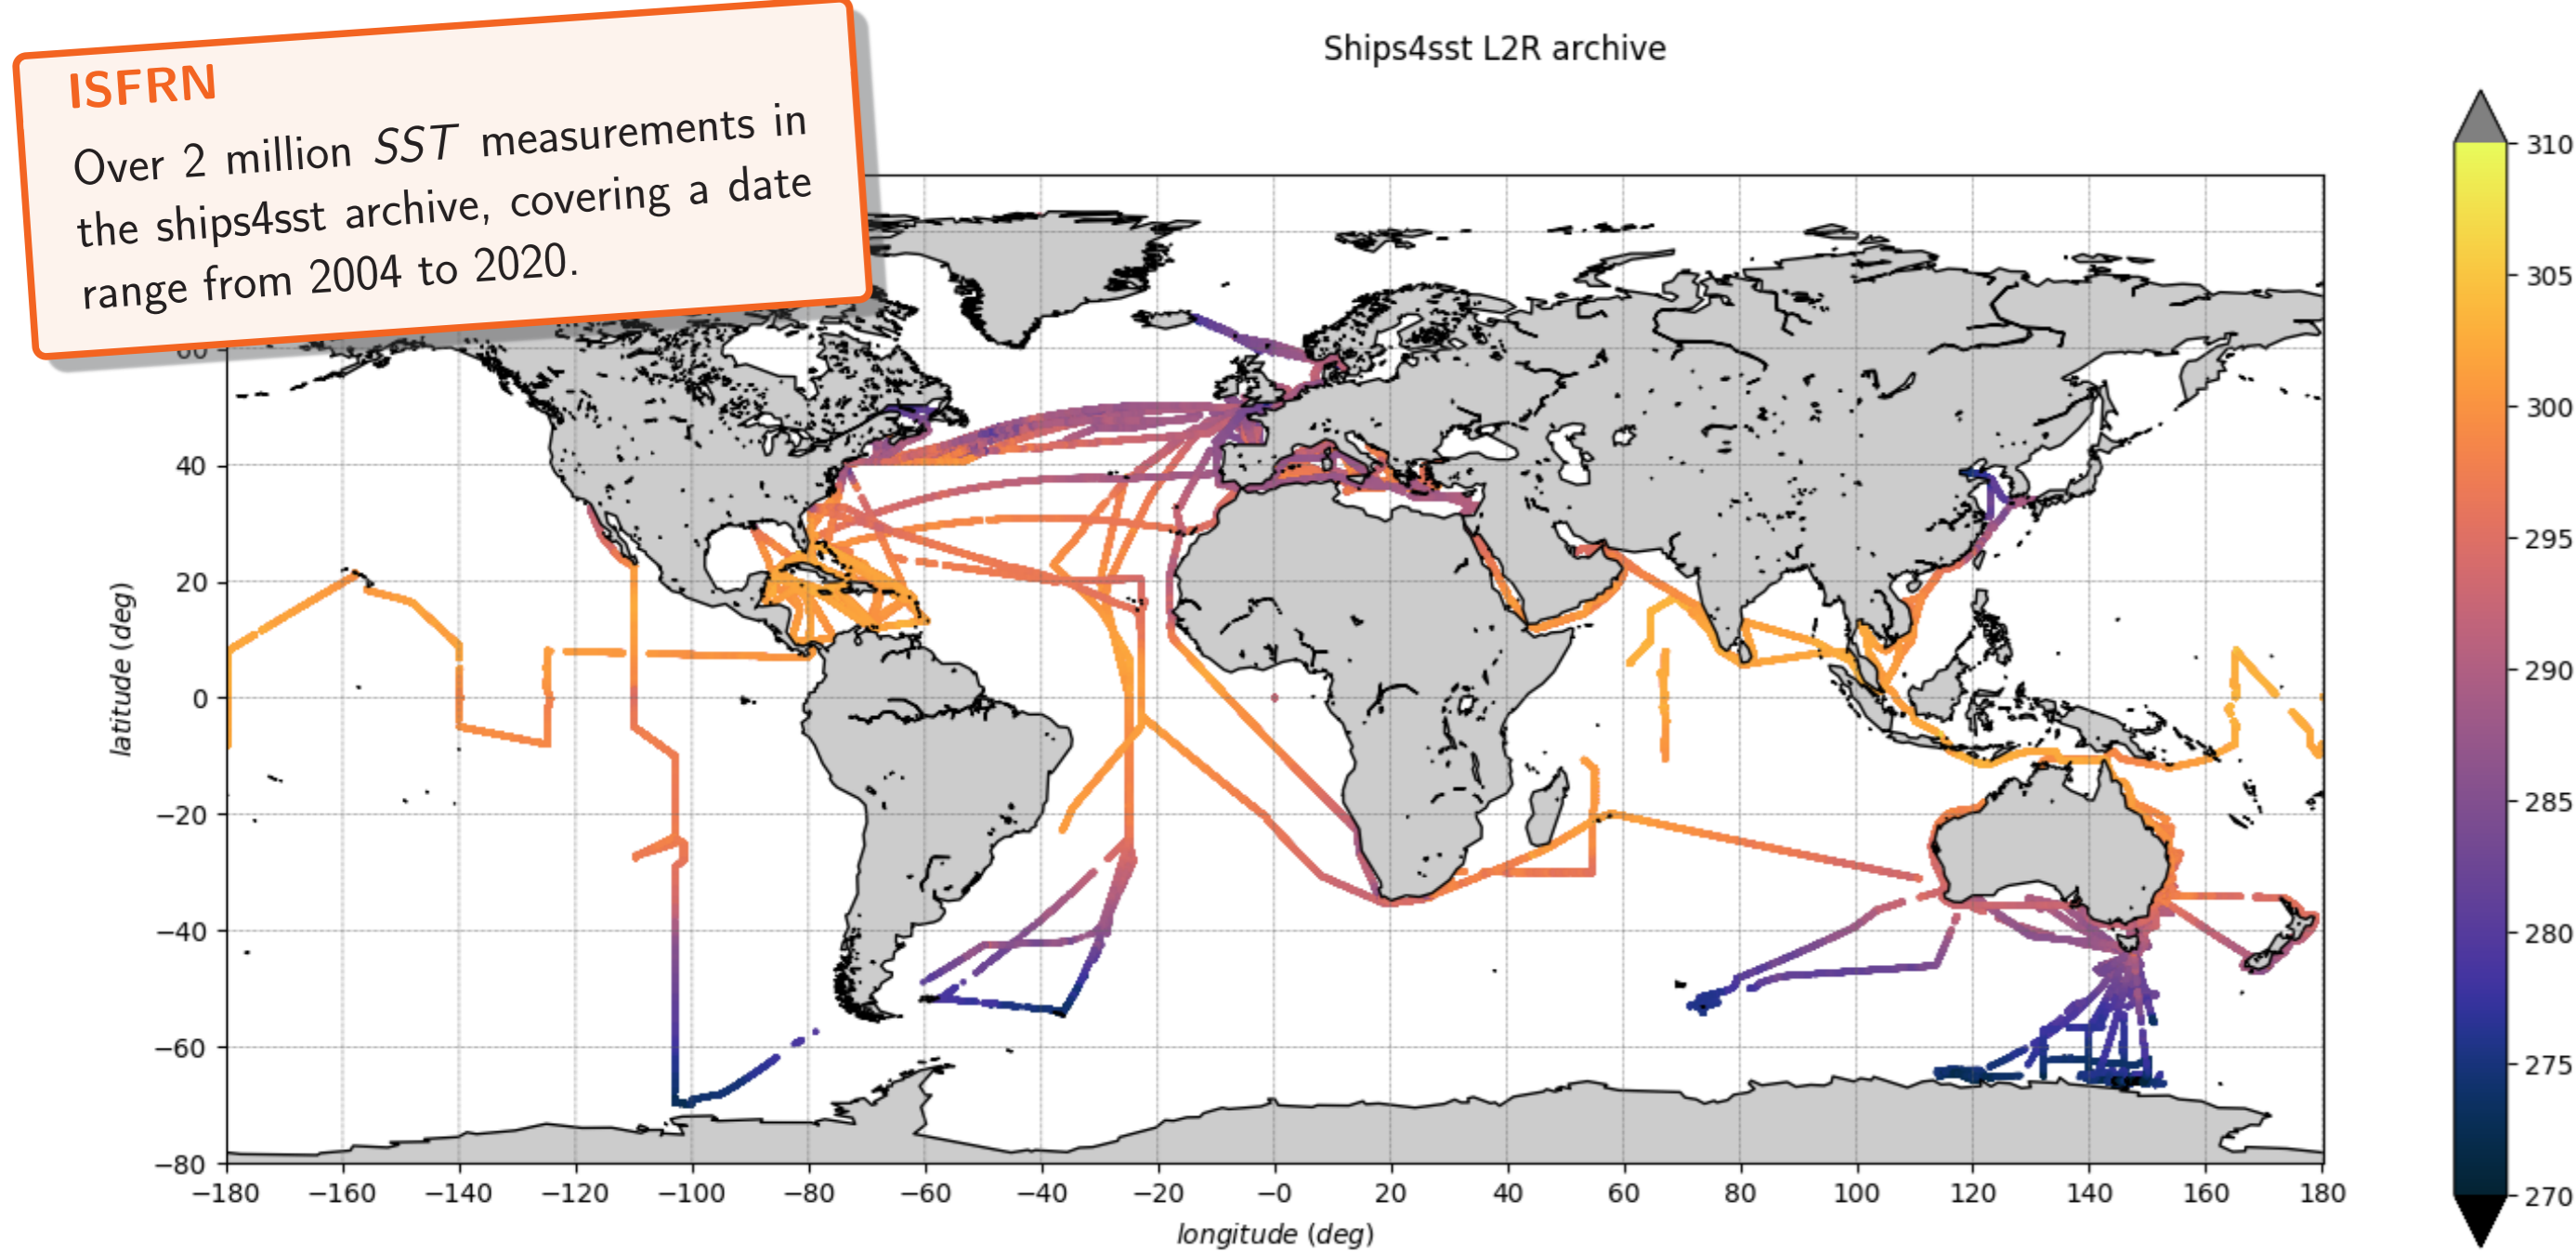 ISFRN
Over 2 million SST measurements in
the ships4sst archive, covering a date
range from 2004 to 2020.
Ships4sst L2R archive
310
305
300
295
290
285
280
275
270
60
40
20
0
−20
−40
−60
−80
latitude (deg)
−180 −160 −140 −120 −100 −80 −60 −40 −20 −0 20 40 60 80 100 120 140 160 180
longitude (deg)